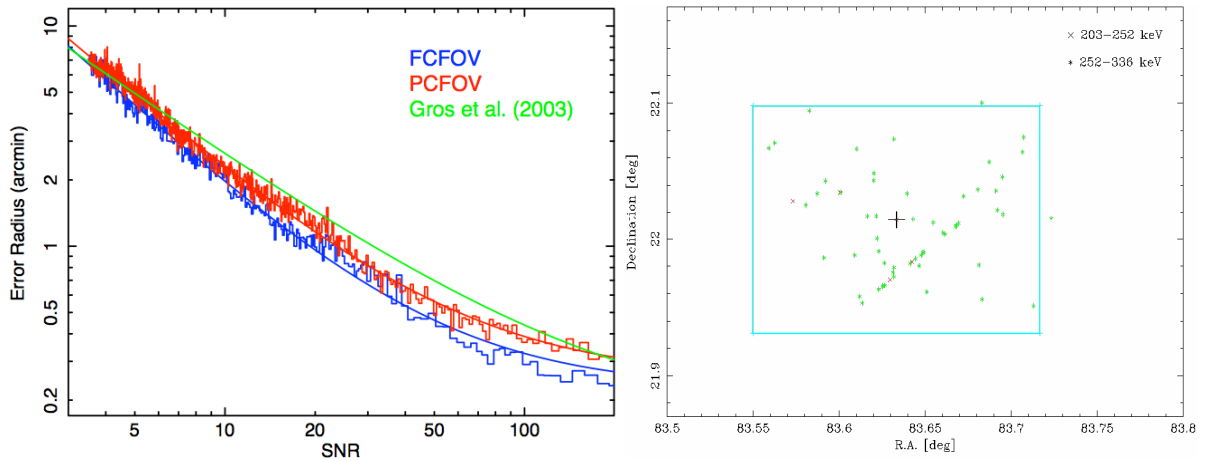 10
5
2
1
0.5
0.2
Error Radius (arcmin)
FCFOV
PCFOV
Gros et al. (2003)
5 10 20 50 100
SNR
× 203−252 keV
* 252−336 keV
22.1
22
21.9
Declination [deg]
83.5 83.55 83.6 83.65 83.7 83.75 83.8
R.A. [deg]